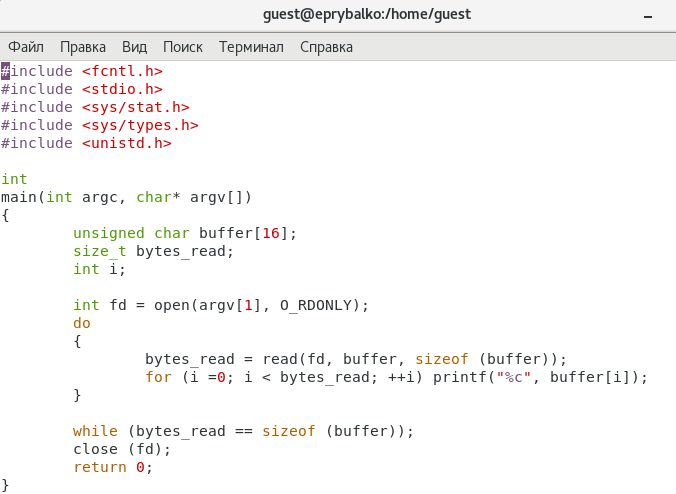 guest@eprybalko:/home/guest
Файл Правка Вид Поиск Терминал Справка
#include <fcntl.h>
#include <stdio.h>
#include <sys/stat.h>
#include <sys/types.h>
#include <unistd.h>

int
main(int argc, char* argv[])
{
        unsigned char buffer[16];
        size_t bytes_read;
        int i;

        int fd = open(argv[1], O_RDONLY);
        do
        {
                bytes_read = read(fd, buffer, sizeof (buffer));
                for (i =0; i < bytes_read; ++i) printf("%c", buffer[i]);
        }

        while (bytes_read == sizeof (buffer));
        close (fd);
        return 0;
}